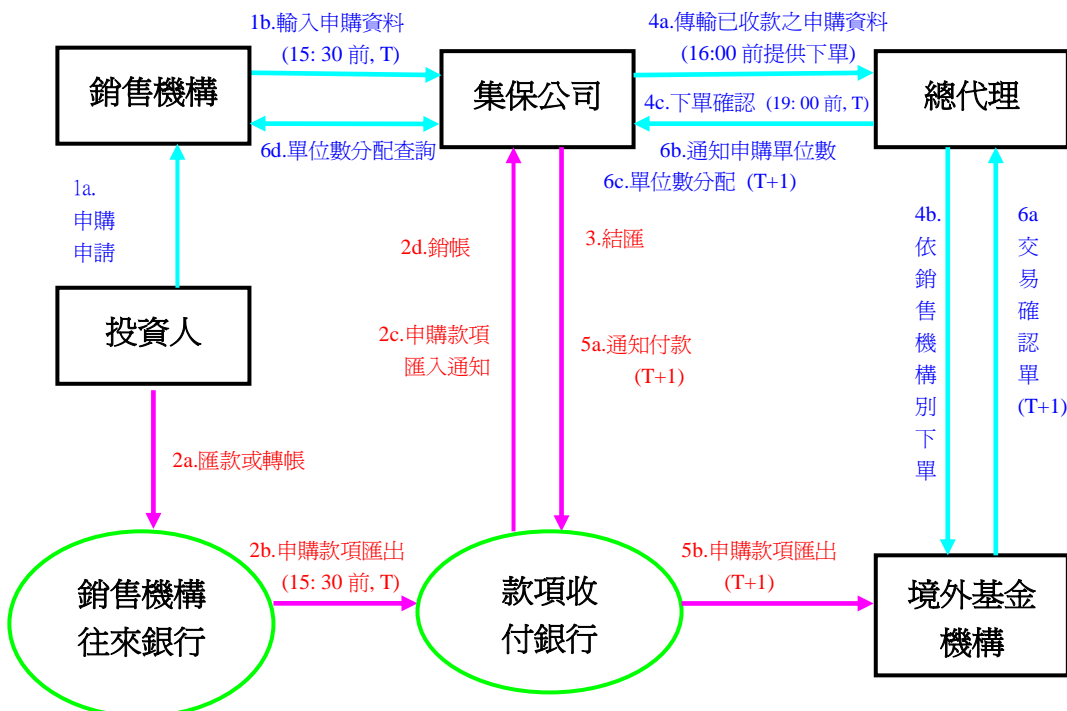 1b.輸入申購資料
(15: 30 前, T)
4a.傳輸已收款之申購資料
(16:00 前提供下單)
銷售機構
集保公司
總代理
4c.下單確認 (19: 00 前, T)
6d.單位數分配查詢
6b.通知申購單位數
6c.單位數分配 (T+1)
1a.
申購
申請
2d.銷帳
3.結匯
4b.
依
銷
售
機
構
別
下
單
6a
交
易
確
認
單
(T+1)
投資人
2c.申購款項
匯入通知
5a.通知付款
(T+1)
2a.匯款或轉帳
2b.申購款項匯出
(15: 30 前, T)
5b.申購款項匯出
(T+1)
銷售機構
往來銀行
款項收
付銀行
境外基金
機構